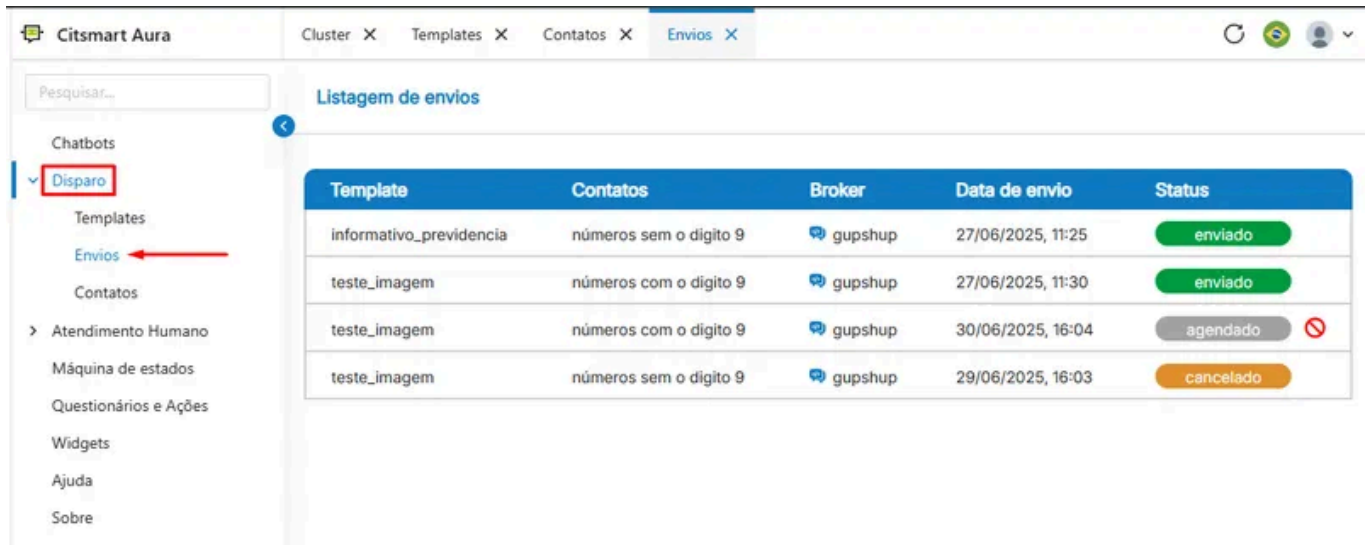 Citsmart Aura
Cluster X Templates X Contatos X Envios X
Pesquisar...
Listagem de envios
Chatbots
Disparo
Templates
Envios
Contatos
Atendimento Humano
Máquina de estados
Questionários e Ações
Widgets
Ajuda
Sobre
Template Contatos Broker Data de envio Status
informativo_previdencia números sem o digito 9 gupshup 27/06/2025, 11:25 enviado
teste_imagem números com o digito 9 gupshup 27/06/2025, 11:30 enviado
teste_imagem números com o digito 9 gupshup 30/06/2025, 16:04 agendado
teste_imagem números sem o digito 9 gupshup 29/06/2025, 16:03 cancelado